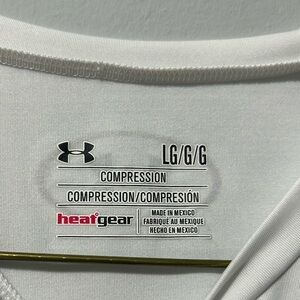 LG/G/G
COMPRESSION
COMPRESSION/COMPRESIÓN
heatgear
MADE IN MEXICO
FABRIQUÉ AU MEXIQUE
HECHO EN MEXICO